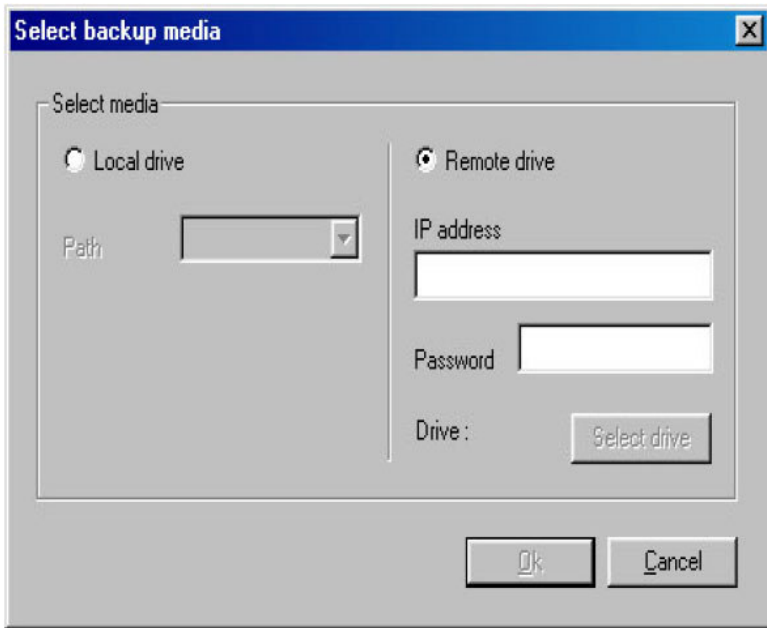 Select backup media
Select media
Local drive
Path
Remote drive
IP address
Password
Drive :
Select drive
Ok
Cancel